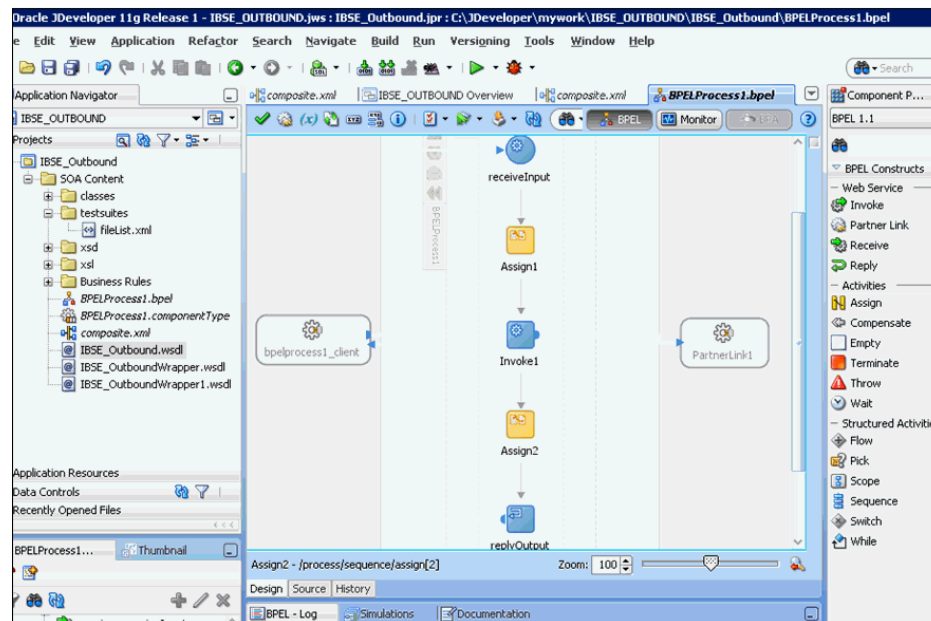 Oracle JDeveloper 11g Release 1 - IBSE_OUTBOUND.jws : IBSE_Outbound.jpr : C:\JDeveloper\mywork\IBSE_OUTBOUND\IBSE_Outbound\BPELProcess1.bpel
e Edit View Application Refactor Search Navigate Build Run Versioning Tools Window Help
Search
Application Navigator
composite.xml
IBSE_OUTBOUND Overview
composite.xml
BPELProcess1.bpel
Component P...
IBSE_OUTBOUND
BPEL
Monitor
BPA
BPEL 1.1
Projects
IBSE_Outbound
SOA Content
classes
testsuites
fileList.xml
xsd
xsl
Business Rules
BPELProcess1.bpel
BPELProcess1.componentType
composite.xml
IBSE_Outbound.wsdl
IBSE_OutboundWrapper.wsdl
IBSE_OutboundWrapper1.wsdl
Application Resources
Data Controls
Recently Opened Files
BPELProcess1...
Thumbnail
BPELProcess1
receiveInput
Assign1
bpelprocess1_client
Invoke1
PartnerLink1
Assign2
replyOutput
Assign2 - /process/sequence/assign[2]
Zoom: 100
Design Source History
BPEL - Log
Simulations
Documentation
BPEL Constructs
Web Service
Invoke
Partner Link
Receive
Reply
Activities
Assign
Compensate
Empty
Terminate
Throw
Wait
Structured Activitie
Flow
Pick
Scope
Sequence
Switch
While